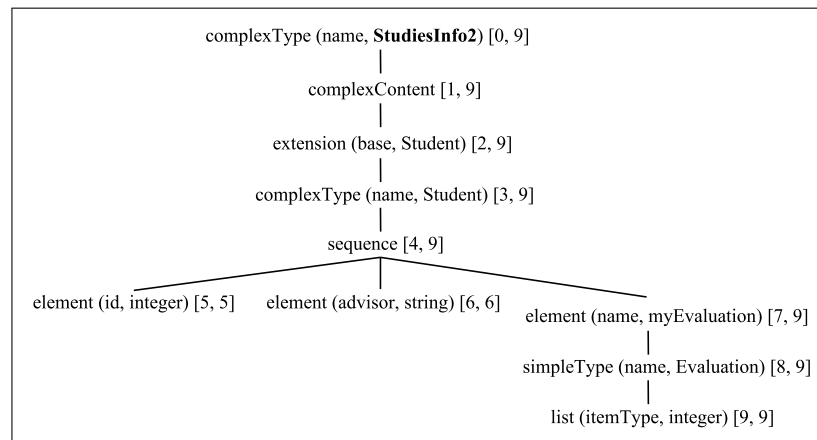 complexType (name, StudiesInfo2) [0, 9]
complexContent [1, 9]
extension (base, Student) [2, 9]
complexType (name, Student) [3, 9]
sequence [4, 9]
element (id, integer) [5, 5]
element (advisor, string) [6, 6]
element (name, myEvaluation) [7, 9]
simpleType (name, Evaluation) [8, 9]
list (itemType, integer) [9, 9]